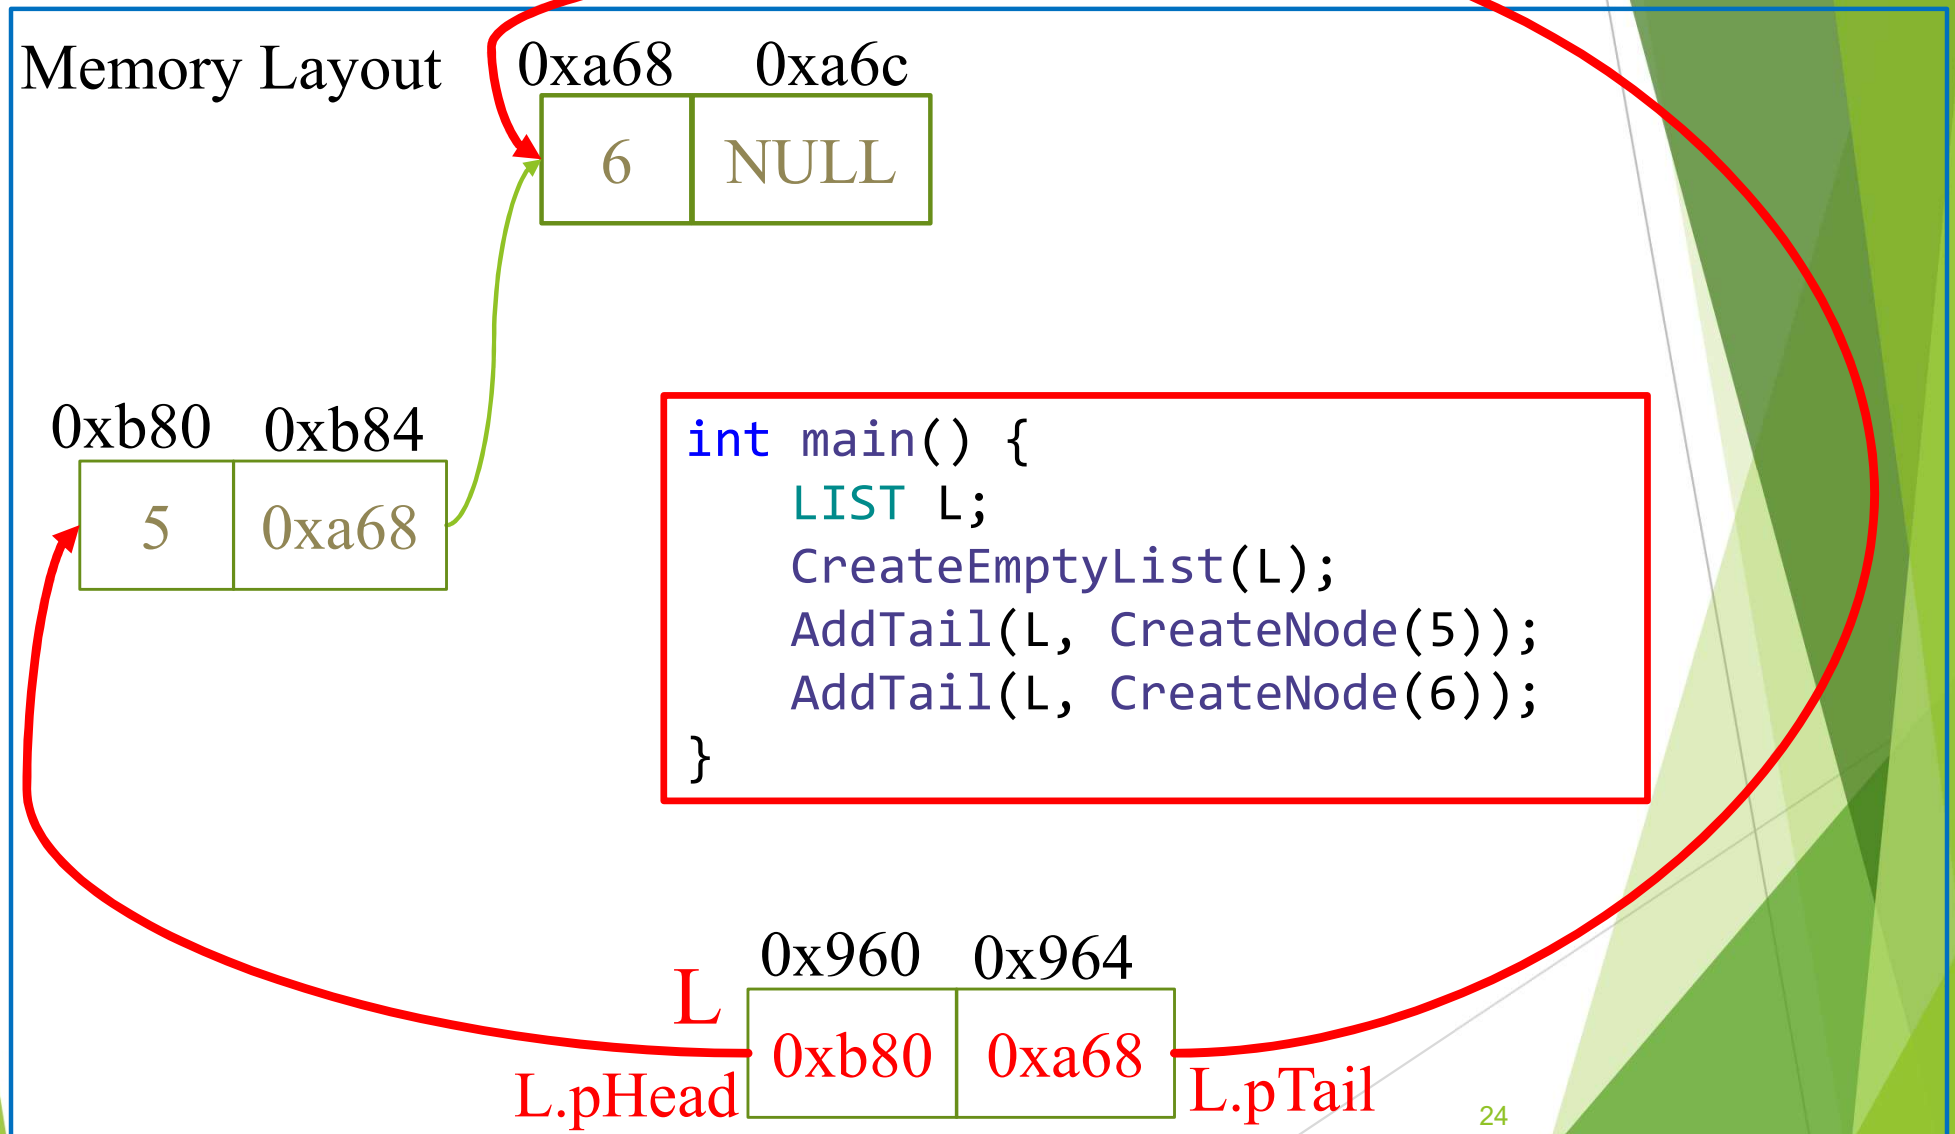 Memory Layout
0xa68 0xa6c
6 NULL
0xb80 0xb84
5 0xa68
int main() {
    LIST L;
    CreateEmptyList(L);
    AddTail(L, CreateNode(5));
    AddTail(L, CreateNode(6));
}
0x960 0x964
L
0xb80 0xa68
L.pHead
L.pTail
24